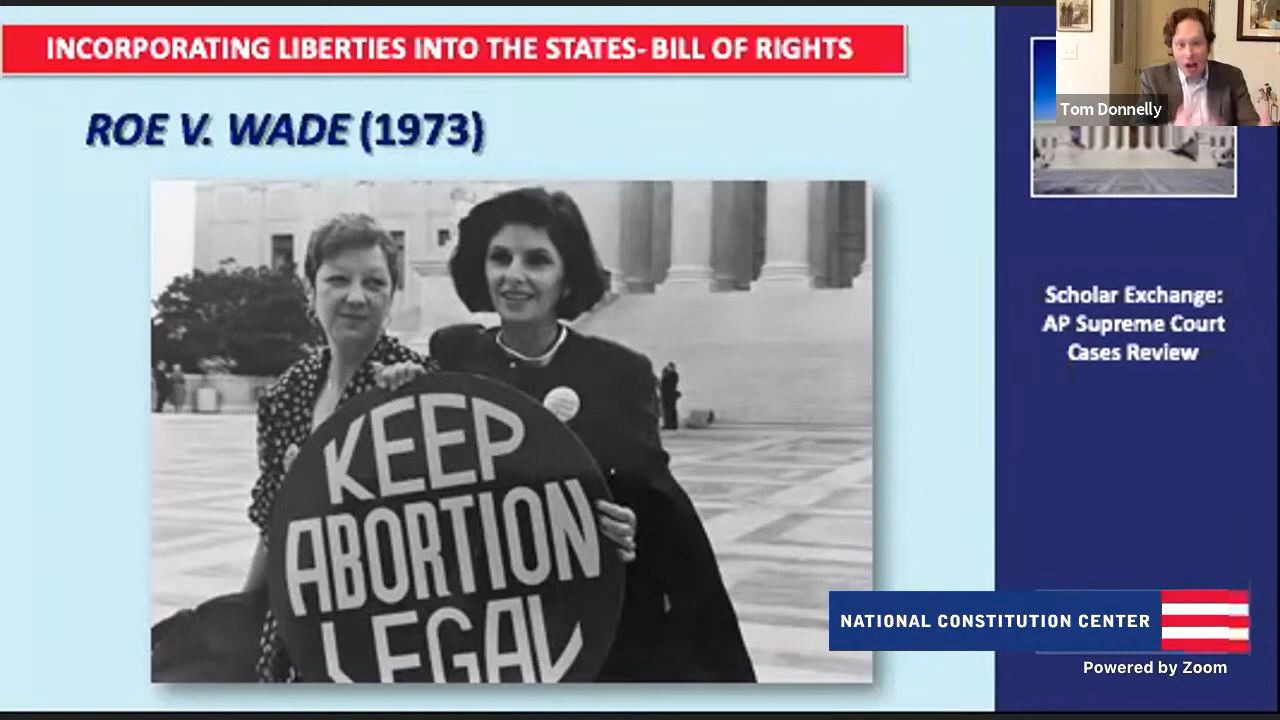 INCORPORATING LIBERTIES INTO THE STATES- BILL OF RIGHTS
ROE V. WADE (1973)
KEEP
ABORTION
LEGAL
Tom Donnelly
Scholar Exchange:
AP Supreme Court
Cases Review
NATIONAL CONSTITUTION CENTER
Powered by Zoom